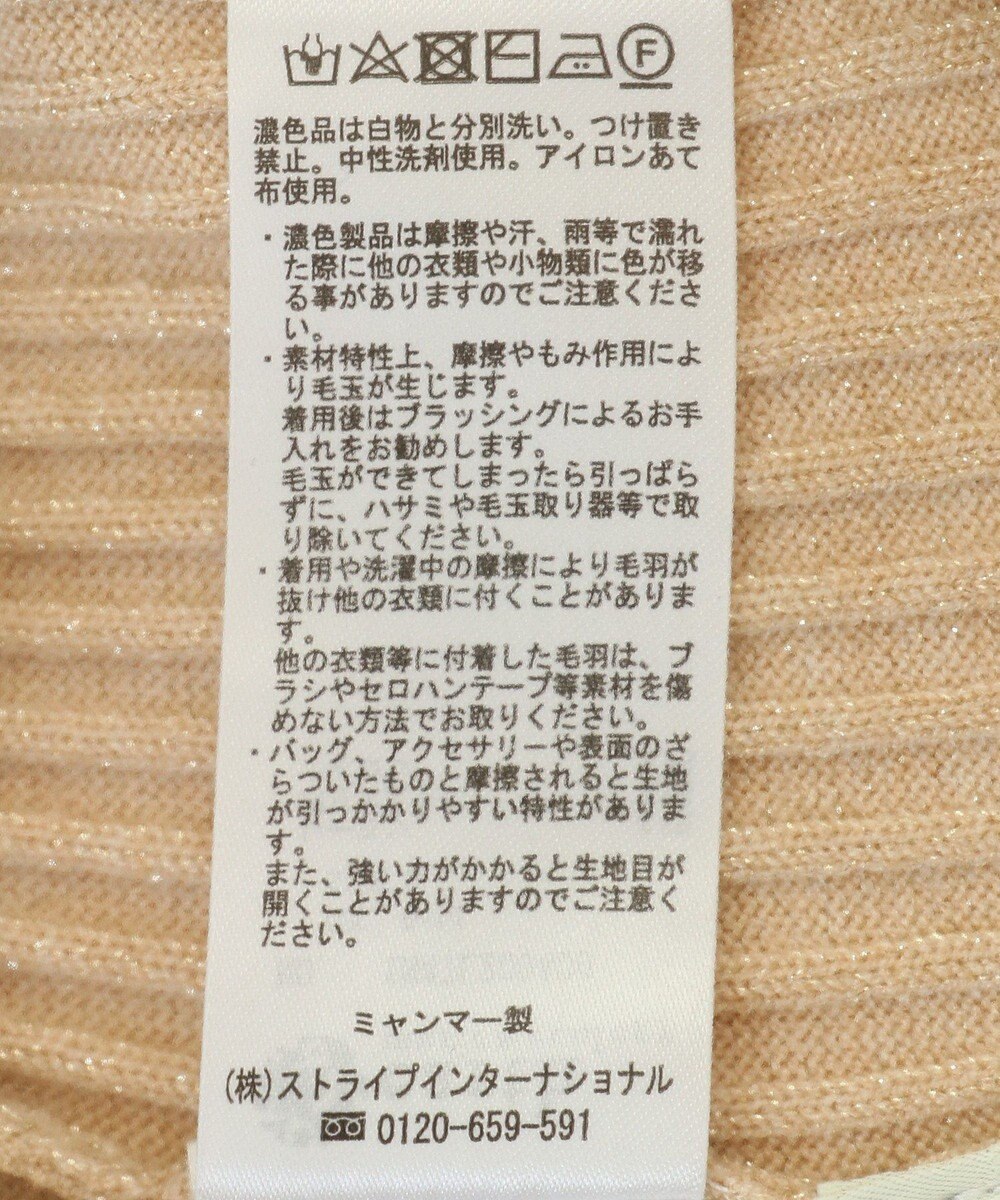 F
濃色品は白物と分別洗い。つけ置き
禁止。中性洗剤使用。アイロンあて
布使用。
・濃色製品は摩擦や汗、雨等で濡れ
た際に他の衣類や小物類に色が移
る事がありますのでご注意くださ
い。
・素材特性上、摩擦やもみ作用によ
り毛玉が生じます。
着用後はブラッシングによるお手
入れをお勧めします。
毛玉ができてしまったら引っぱら
ずに、ハサミや毛玉取り器等で取
り除いてください。
・着用や洗濯中の摩擦により毛羽が
抜け他の衣類に付くことがありま
す。
他の衣類等に付着した毛羽は、ブ
ラシやセロハンテープ等素材を傷
めない方法でお取りください。
・バッグ、アクセサリーや表面のざ
らついたものと摩擦されると生地
が引っかかりやすい特性がありま
す。
また、強い力がかかると生地目が
開くことがありますのでご注意く
ださい。
ミャンマー製
(株)ストライプインターナショナル
0120-659-591